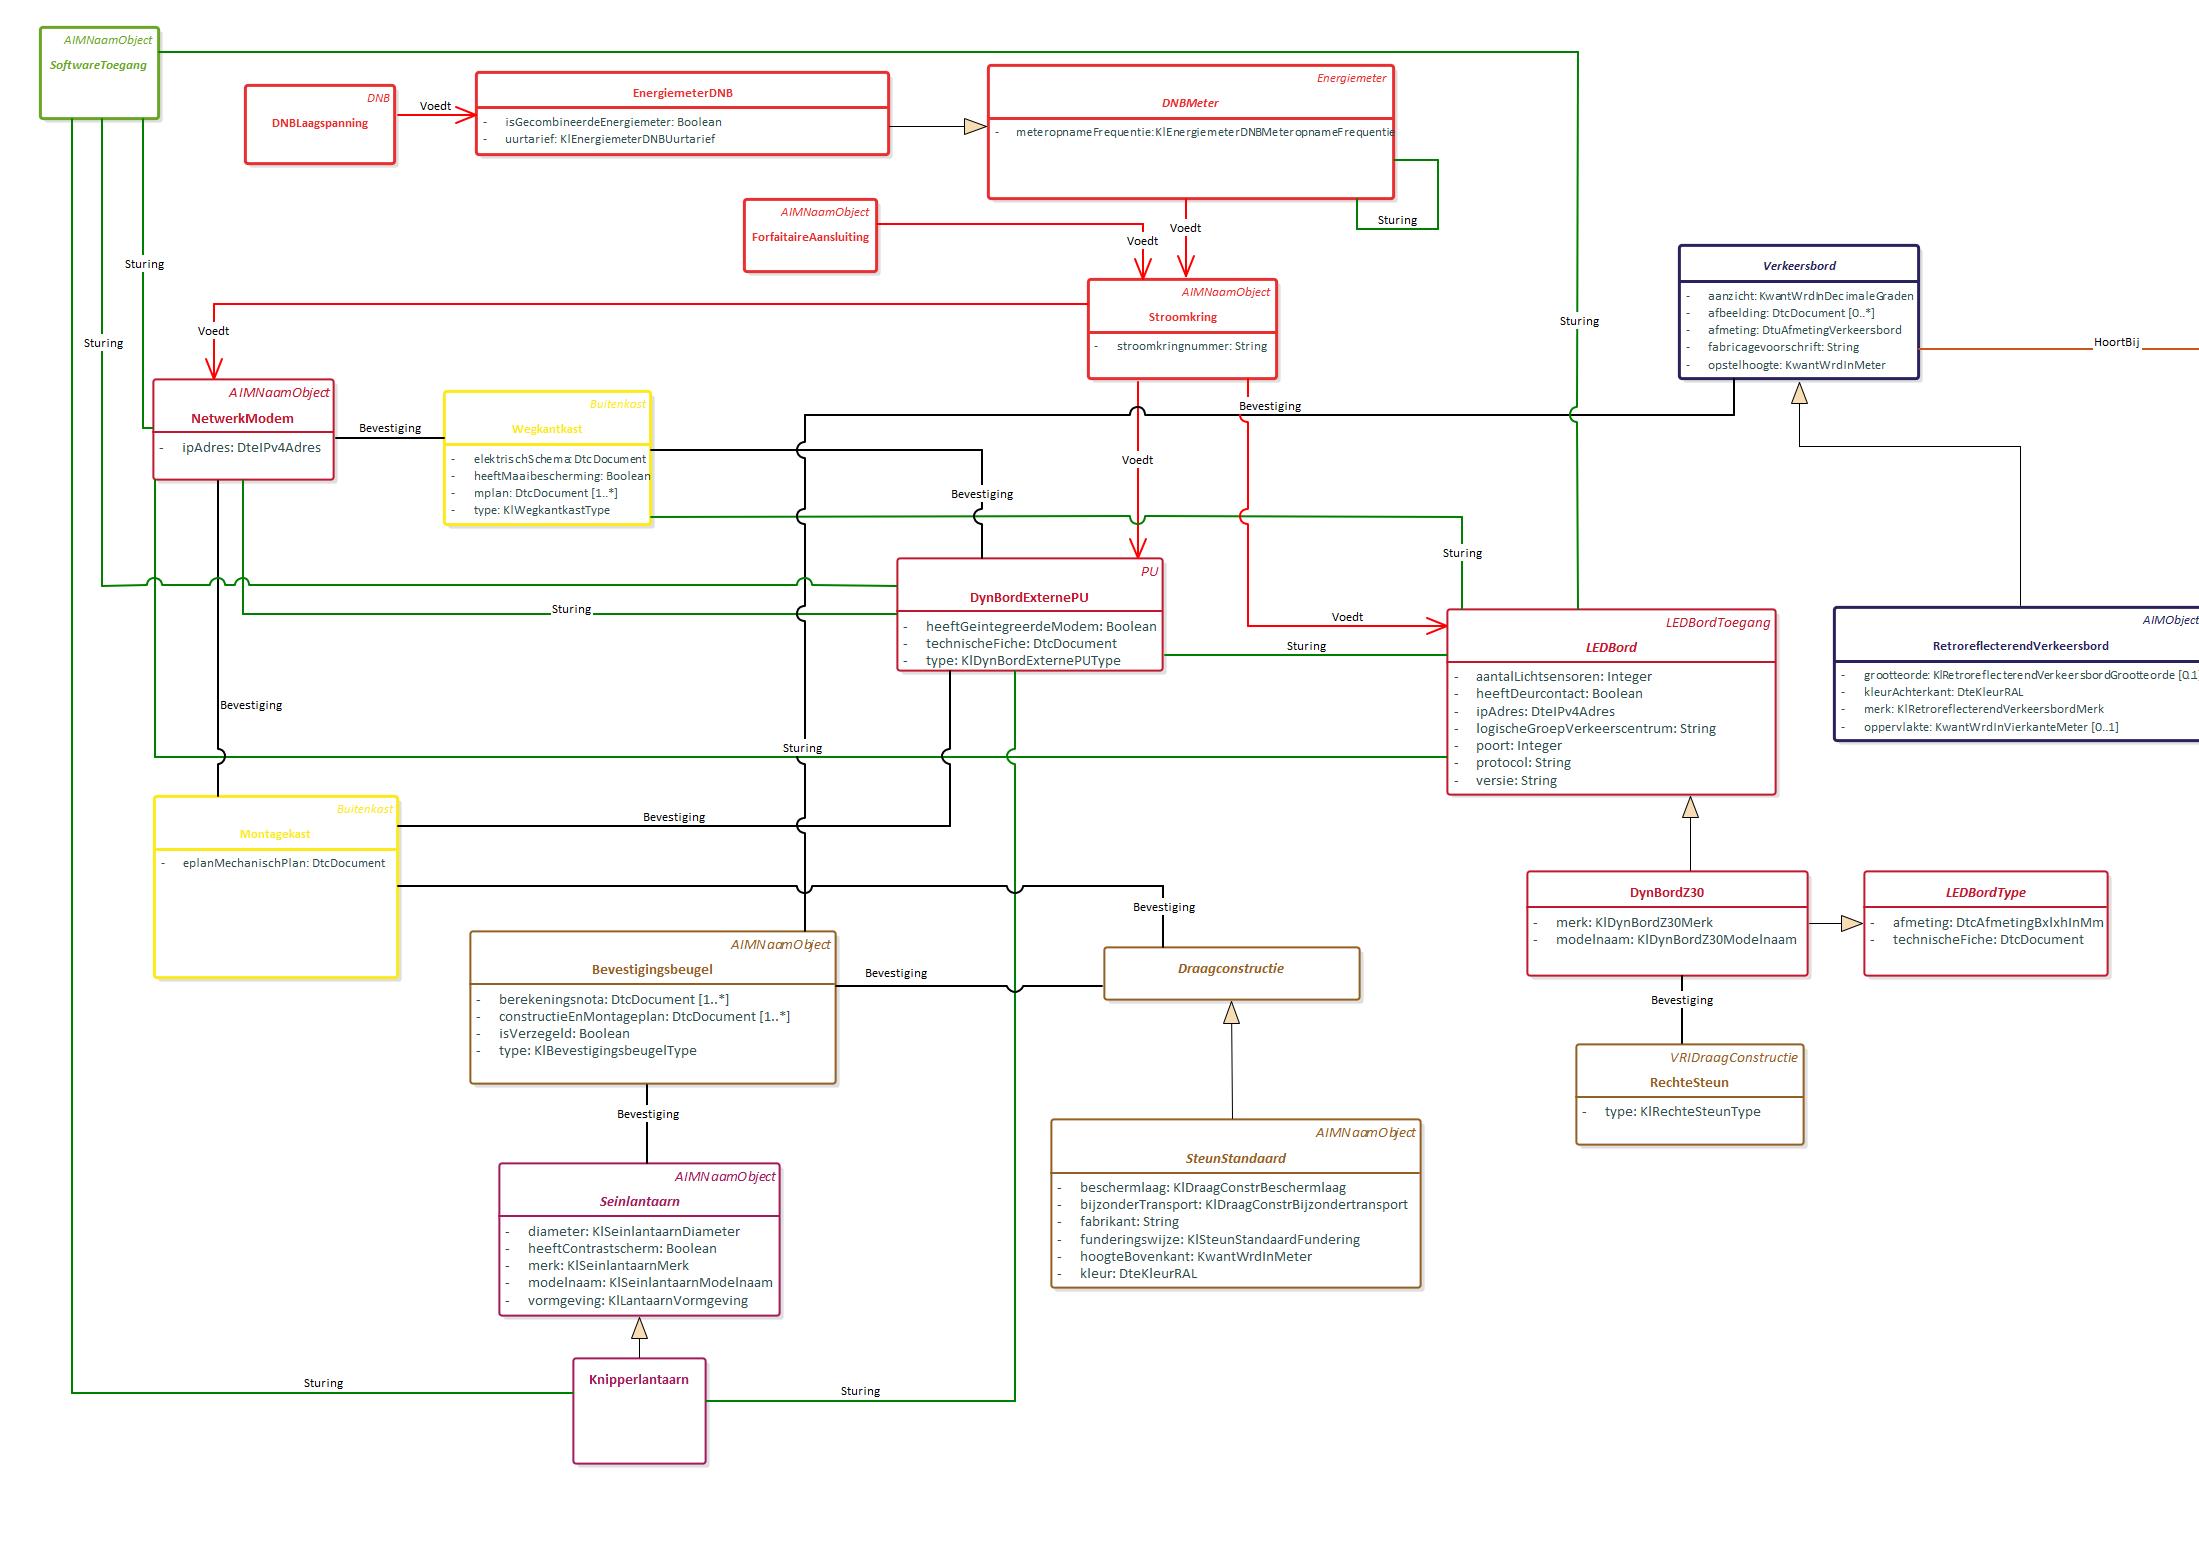 AIMNaamObject
SoftwareToegang
DNB
DNBLaagspanning
Voedt
EnergiemeterDNB
- isGecombineerdeEnergiemeter: Boolean
- uurtarief: KlEnergiemeterDNBUurtarief
Energiemeter
DNBMeter
- meteropnameFrequentie:KlEnergiemeterDNBMeteropnameFrequentie
Sturing
AIMNaamObject
ForfaitaireAansluiting
Voedt
Voedt
AIMNaamObject
Stroomkring
- stroomkringnummer: String
Sturing
Sturing
Voedt
Sturing
Verkeersbord
- aanzicht: KwantWrdInDecimaleGraden
- afbeelding: DtcDocument [0..*]
- afmeting: DtuAfmetingVerkeersbord
- fabricagevoorschrift: String
- opstelhoogte: KwantWrdInMeter
HoortBij
AIMNaamObject
NetwerkModem
- ipAdres: DteIPv4Adres
Bevestiging
Buitenkast
Wegkantkast
- elektrischSchema: DtcDocument
- heeftMaaibescherming: Boolean
- mplan: DtcDocument [1..*]
- type: KlWegkantkastType
Bevestiging
Bevestiging
Voedt
Sturing
PU
DynBordExternePU
- heeftGeintegreerdeModem: Boolean
- technischeFiche: DtcDocument
- type: KlDynBordExternePUType
Sturing
Voedt
Sturing
LEDBordToegang
LEDBord
- aantalLichtsensoren: Integer
- heeftDeurcontact: Boolean
- ipAdres: DteIPv4Adres
- logischeGroepVerkeerscentrum: String
- poort: Integer
- protocol: String
- versie: String
AIMObject
RetroreflecterendVerkeersbord
- grootteorde: KlRetroreflecterendVerkeersbordGrootteorde [0..1
- kleurAchterkant: DteKleurRAL
- merk: KlRetroreflecterendVerkeersbordMerk
- oppervlakte: KwantWrdInVierkanteMeter [0..1]
Bevestiging
Sturing
Buitenkast
Montagekast
- eplanMechanischPlan: DtcDocument
Bevestiging
Bevestiging
DynBordZ30
- merk: KlDynBordZ30Merk
- modelnaam: KlDynBordZ30Modelnaam
LEDBordType
- afmeting: DtcAfmetingBxlxhInMm
- technischeFiche: DtcDocument
AIMNaamObject
Bevestigingsbeugel
- berekeningsnota: DtcDocument [1..*]
- constructieEnMontageplan: DtcDocument [1..*]
- isVerzegeld: Boolean
- type: KlBevestigingsbeugelType
Bevestiging
Draagconstructie
Bevestiging
VRIDraagConstructie
RechteSteun
- type: KlRechteSteunType
Bevestiging
AIMNaamObject
SteunStandaard
- beschermlaag: KlDraagConstrBeschermlaag
- bijzonderTransport: KlDraagConstrBijzondertransport
- fabrikant: String
- funderingswijze: KlSteunStandaardFundering
- hoogteBovenkant: KwantWrdInMeter
- kleur: DteKleurRAL
AIMNaamObject
Seinlantaarn
- diameter: KlSeinlantaarnDiameter
- heeftContrastscherm: Boolean
- merk: KlSeinlantaarnMerk
- modelnaam: KlSeinlantaarnModelnaam
- vormgeving: KlLantaarnVormgeving
Sturing
Knipperlantaarn
Sturing